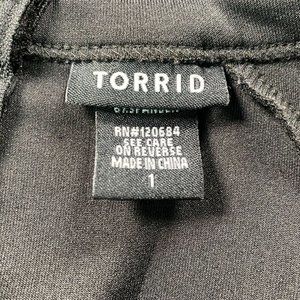 TORRID
RN#120684
SEE CARE
ON REVERSE
MADE IN CHINA
1